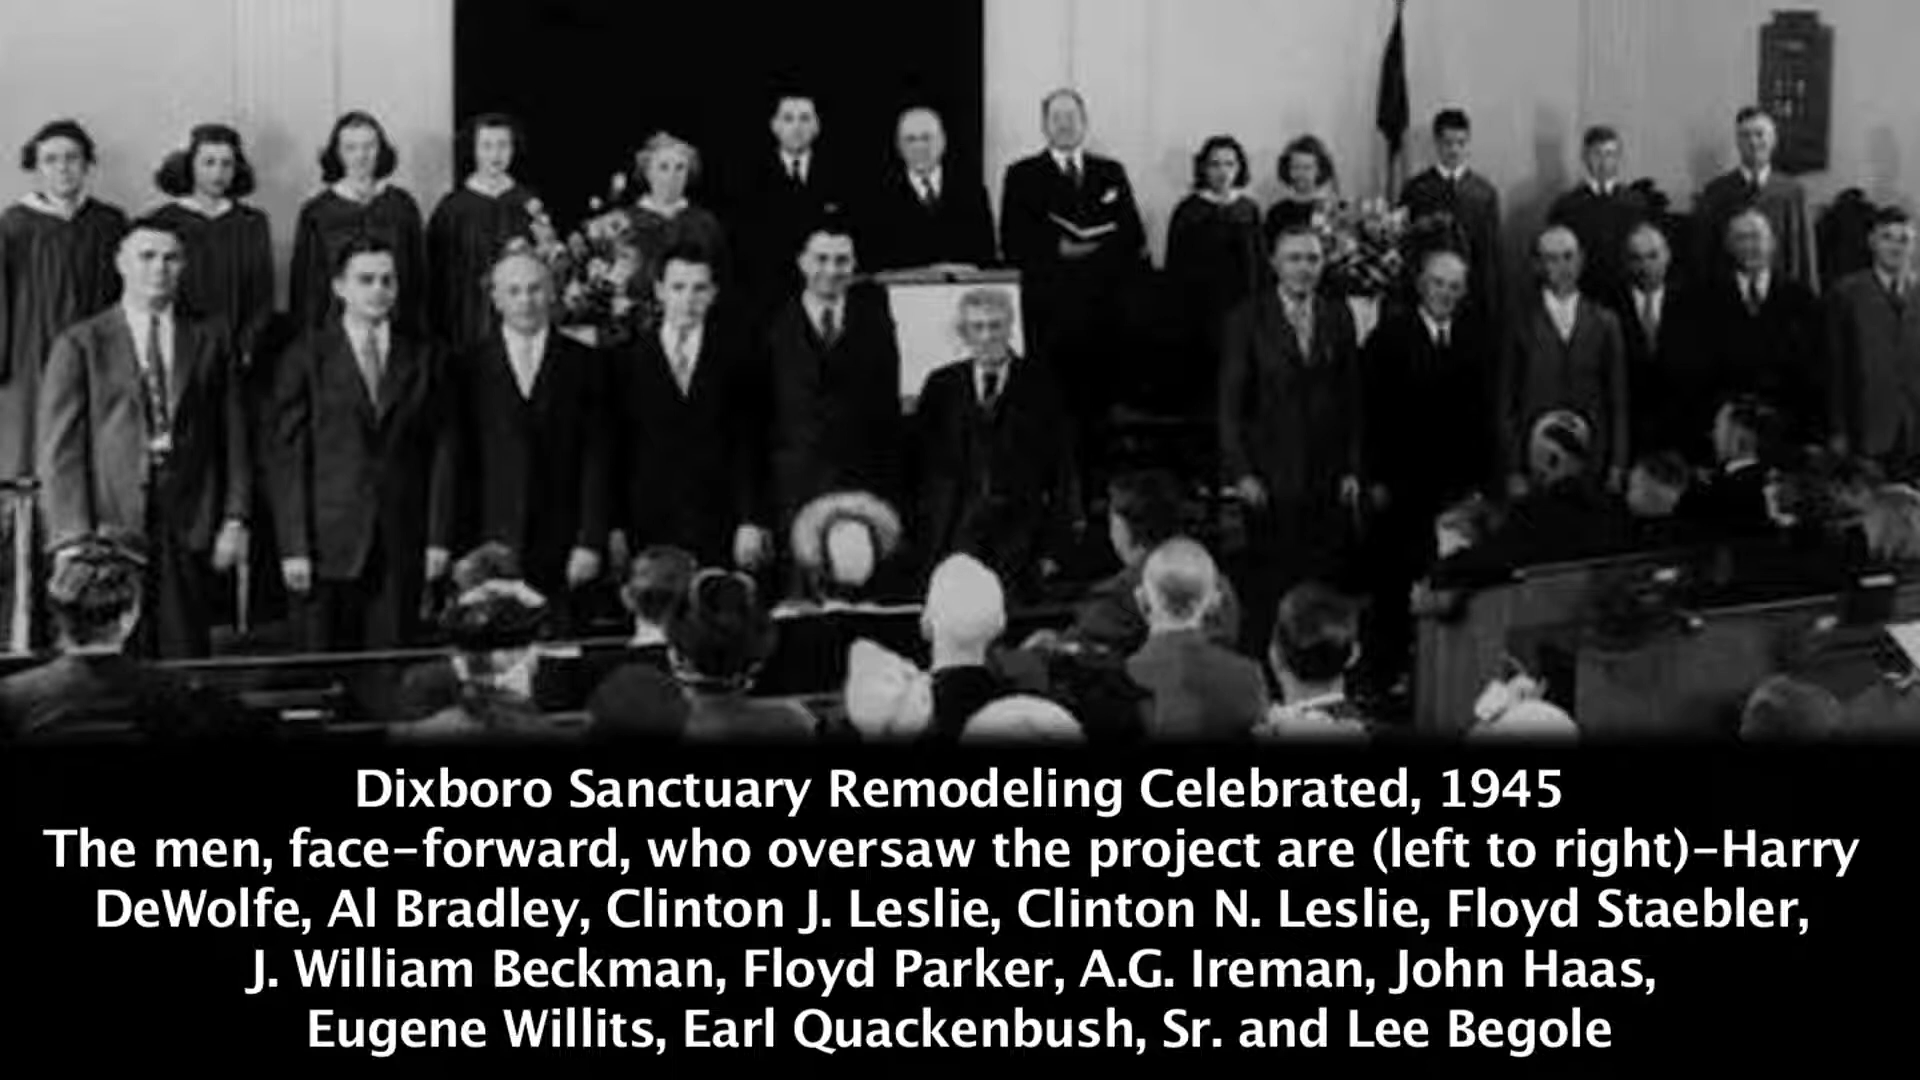 Dixboro Sanctuary Remodeling Celebrated, 1945
The men, face-forward, who oversaw the project are (left to right)-Harry
DeWolfe, Al Bradley, Clinton J. Leslie, Clinton N. Leslie, Floyd Staebler,
J. William Beckman, Floyd Parker, A.G. Ireman, John Haas,
Eugene Willits, Earl Quackenbush, Sr. and Lee Begole